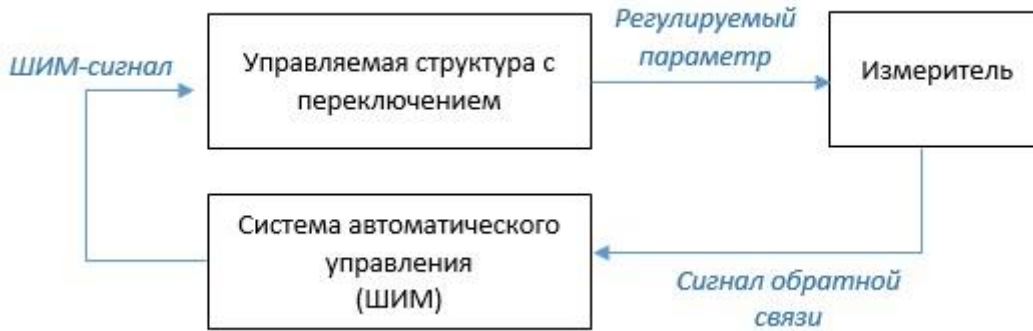 ШИМ-сигнал
Управляемая структура с
переключением
Регулируемый
параметр
Измеритель
Система автоматического
управления
(ШИМ)
Сигнал обратной
связи